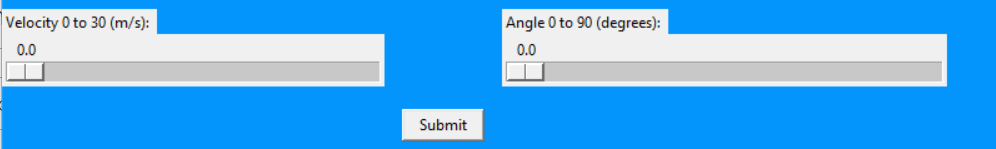 Velocity 0 to 30 (m/s):
Angle 0 to 90 (degrees):
0.0
0.0
Submit